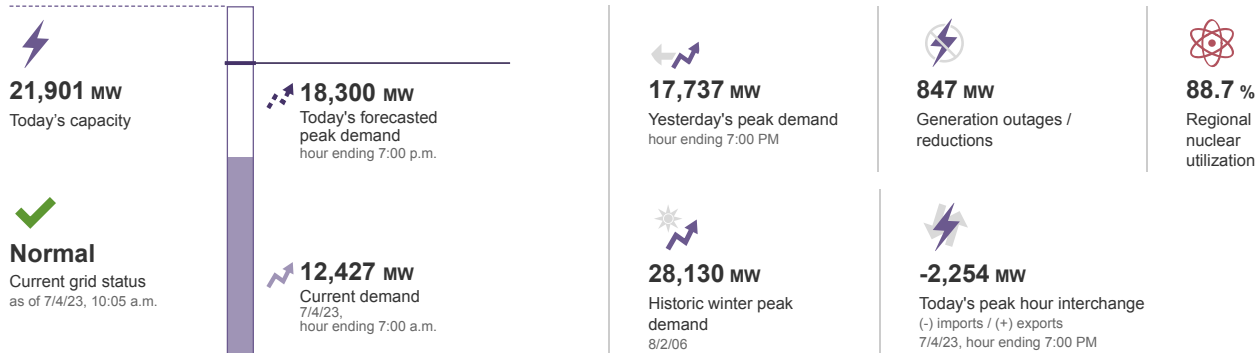 21,901 MW
Today's capacity
Normal
Current grid status
as of 7/4/23, 10:05 a.m.
18,300 MW
Today's forecasted
peak demand
hour ending 7:00 p.m.
12,427 MW
Current demand
7/4/23,
hour ending 7:00 a.m.
17,737 MW
Yesterday's peak demand
hour ending 7:00 PM
847 MW
Generation outages /
reductions
88.7 %
Regional
nuclear
utilization
28,130 MW
Historic winter peak
demand
8/2/06
-2,254 MW
Today's peak hour interchange
(-) imports / (+) exports
7/4/23, hour ending 7:00 PM